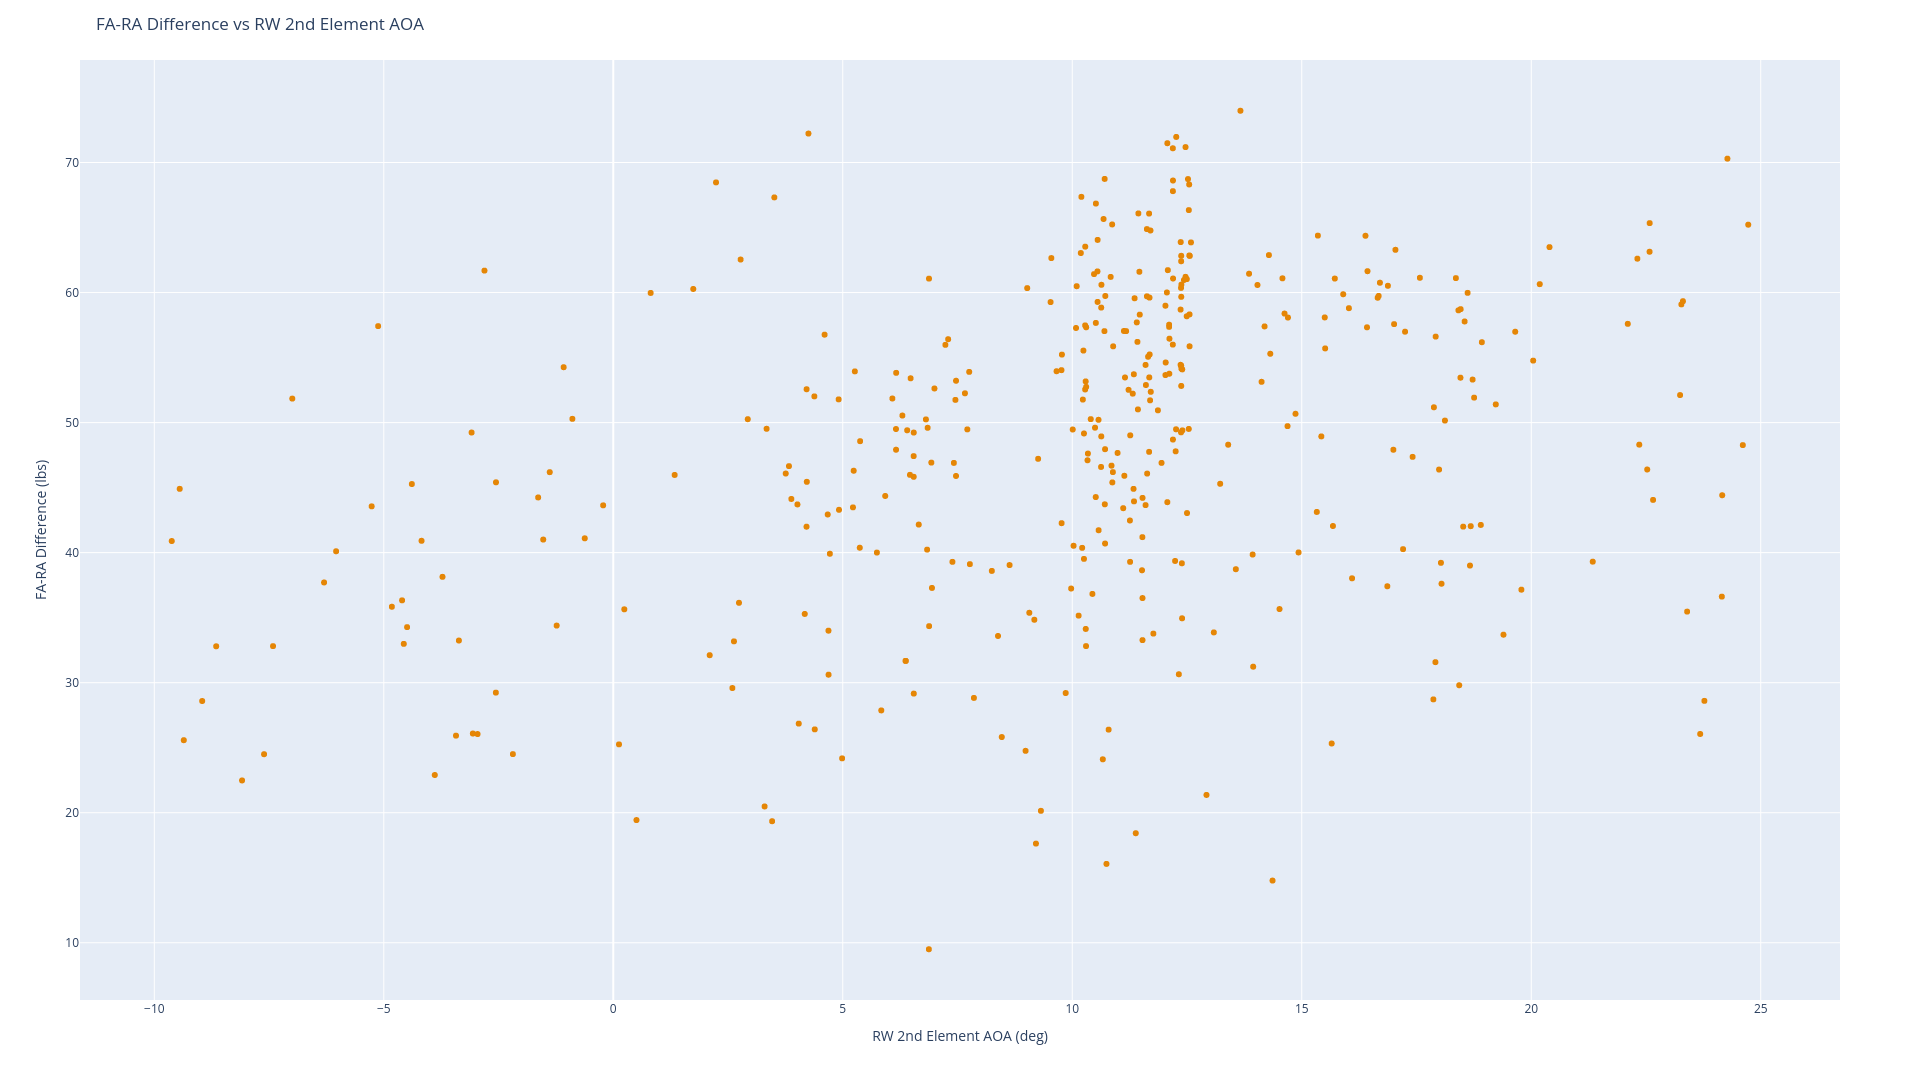 FA-RA Difference vs RW 2nd Element AOA
70
60
50
40
30
20
10
FA-RA Difference (lbs)
−10 −5 0 5 10 15 20 25
RW 2nd Element AOA (deg)